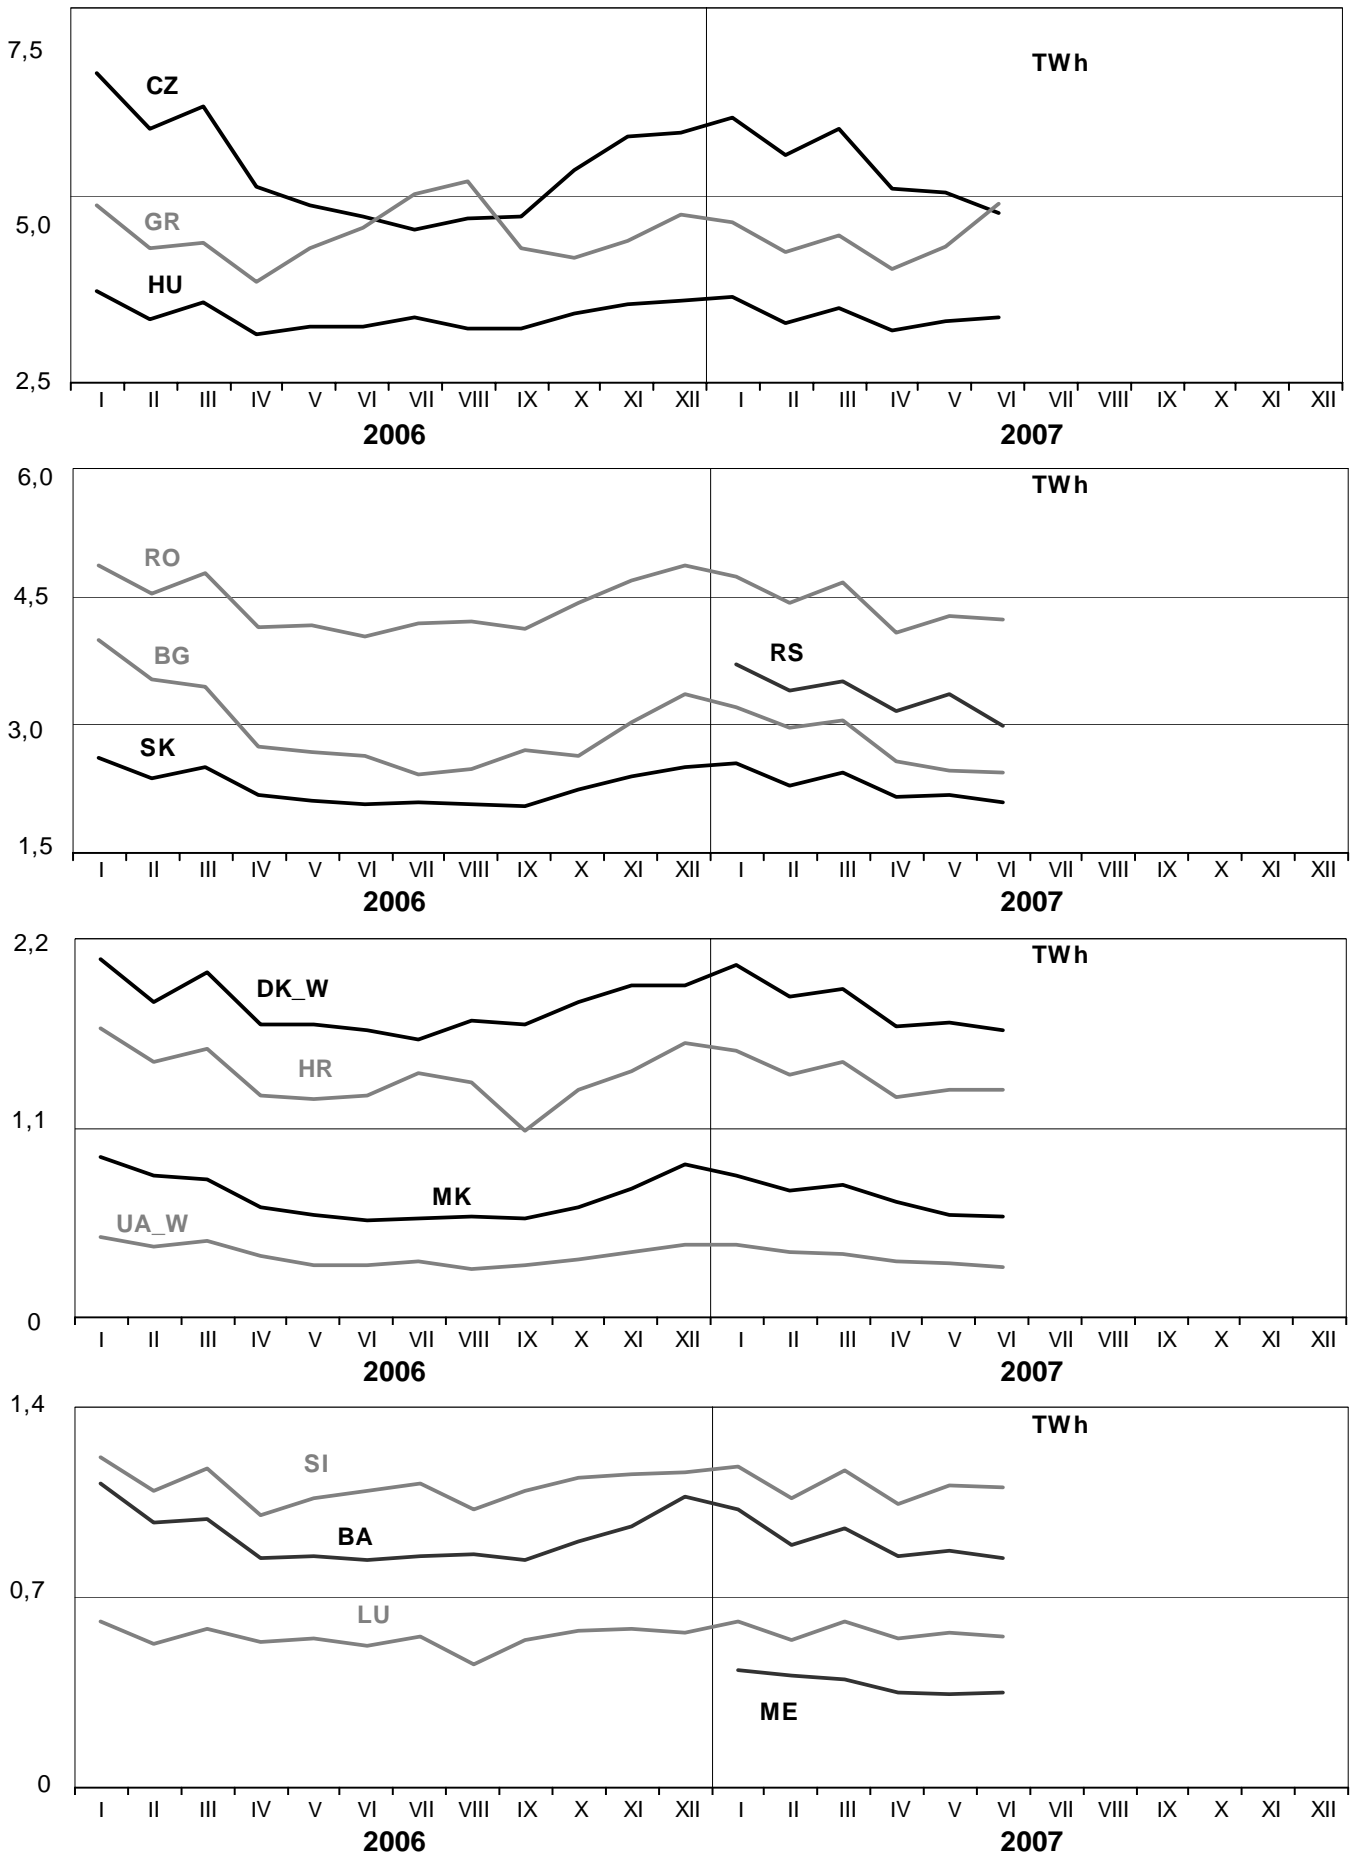 7,5
TWh
CZ
GR
5,0
HU
2,5
I II III IV V VI VII VIII IX X XI XII I II III IV V VI VII VIII IX X XI XII
2006 2007
6,0
TWh
RO
4,5
BG
RS
3,0
SK
1,5
I II III IV V VI VII VIII IX X XI XII I II III IV V VI VII VIII IX X XI XII
2006 2007
2,2
TWh
DK_W
HR
1,1
MK
UA_W
0
I II III IV V VI VII VIII IX X XI XII I II III IV V VI VII VIII IX X XI XII
2006 2007
1,4
TWh
SI
BA
0,7
LU
ME
0
I II III IV V VI VII VIII IX X XI XII I II III IV V VI VII VIII IX X XI XII
2006 2007